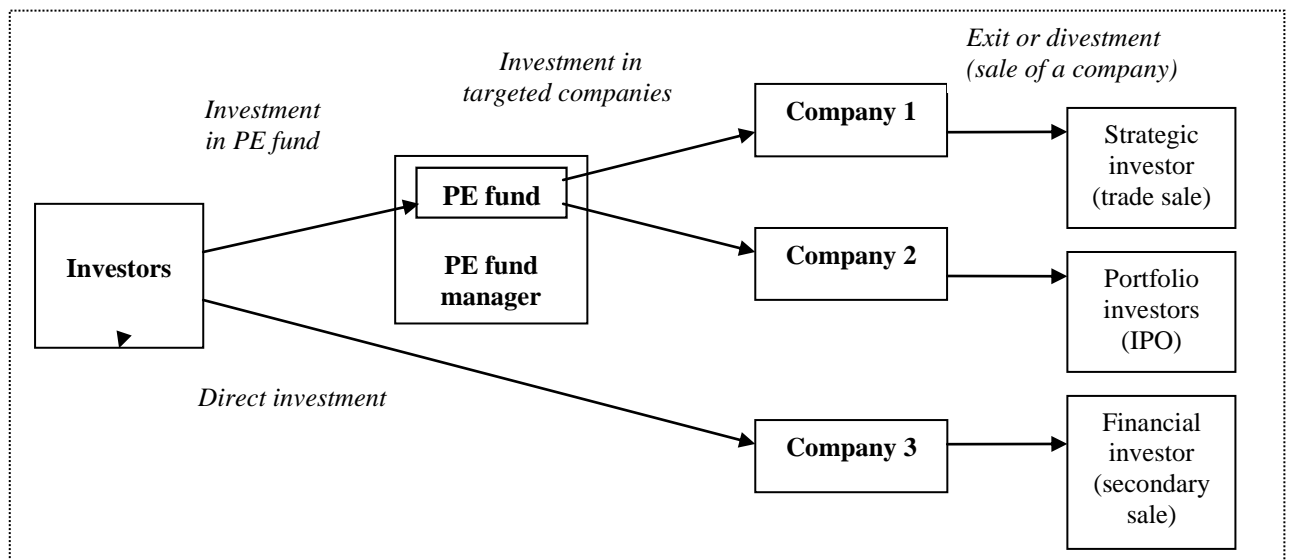 Exit or divestment
(sale of a company)
Investment in
targeted companies
Investment
in PE fund
Company 1
Strategic
investor
(trade sale)
PE fund
PE fund
manager
Investors
Company 2
Portfolio
investors
(IPO)
Direct investment
Company 3
Financial
investor
(secondary
sale)